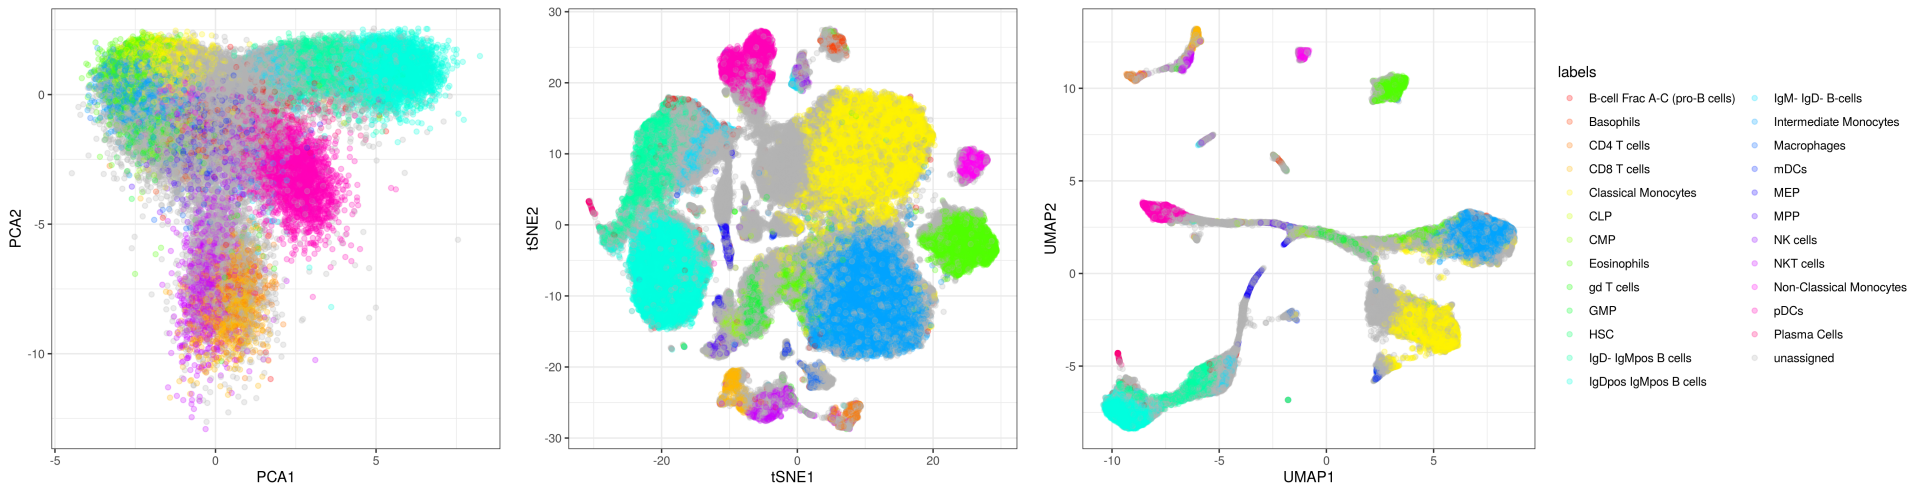 0
-5
-10
PCA2
-5
0
5
PCA1
30
20
10
0
-10
-20
-30
tSNE2
-20
0
20
tSNE1
10
5
0
-5
UMAP2
-10
-5
0
5
UMAP1
labels
B-cell Frac A-C (pro-B cells)
Basophils
CD4 T cells
CD8 T cells
Classical Monocytes
CLP
CMP
Eosinophils
gd T cells
GMP
HSC
IgD- IgMpos B cells
IgDpos IgMpos B cells
IgM- IgD- B-cells
Intermediate Monocytes
Macrophages
mDCs
MEP
MPP
NK cells
NKT cells
Non-Classical Monocytes
pDCs
Plasma Cells
unassigned